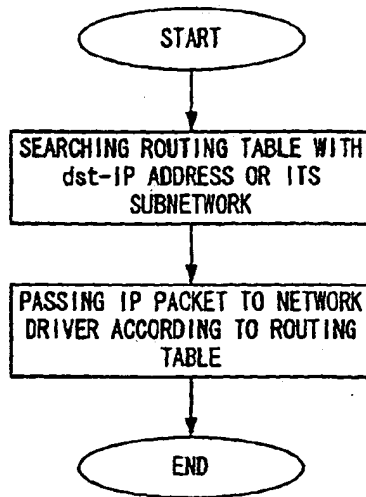 START
SEARCHING ROUTING TABLE WITH
dst-IP ADDRESS OR ITS
SUBNETWORK
PASSING IP PACKET TO NETWORK
DRIVER ACCORDING TO ROUTING
TABLE
END